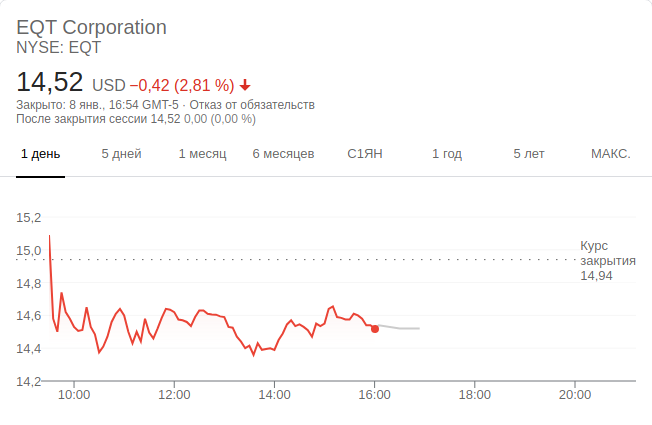 EQT Corporation
NYSE: EQT
14,52 USD −0,42 (2,81 %)
Закрыто: 8 янв., 16:54 GMT-5 · Отказ от обязательств
После закрытия сессии 14,52 0,00 (0,00 %)
1 день 5 дней 1 месяц 6 месяцев С1ЯН 1 год 5 лет МАКС.
15,2
15,0
14,8
14,6
14,4
14,2
Курс
закрытия
14,94
10:00 12:00 14:00 16:00 18:00 20:00